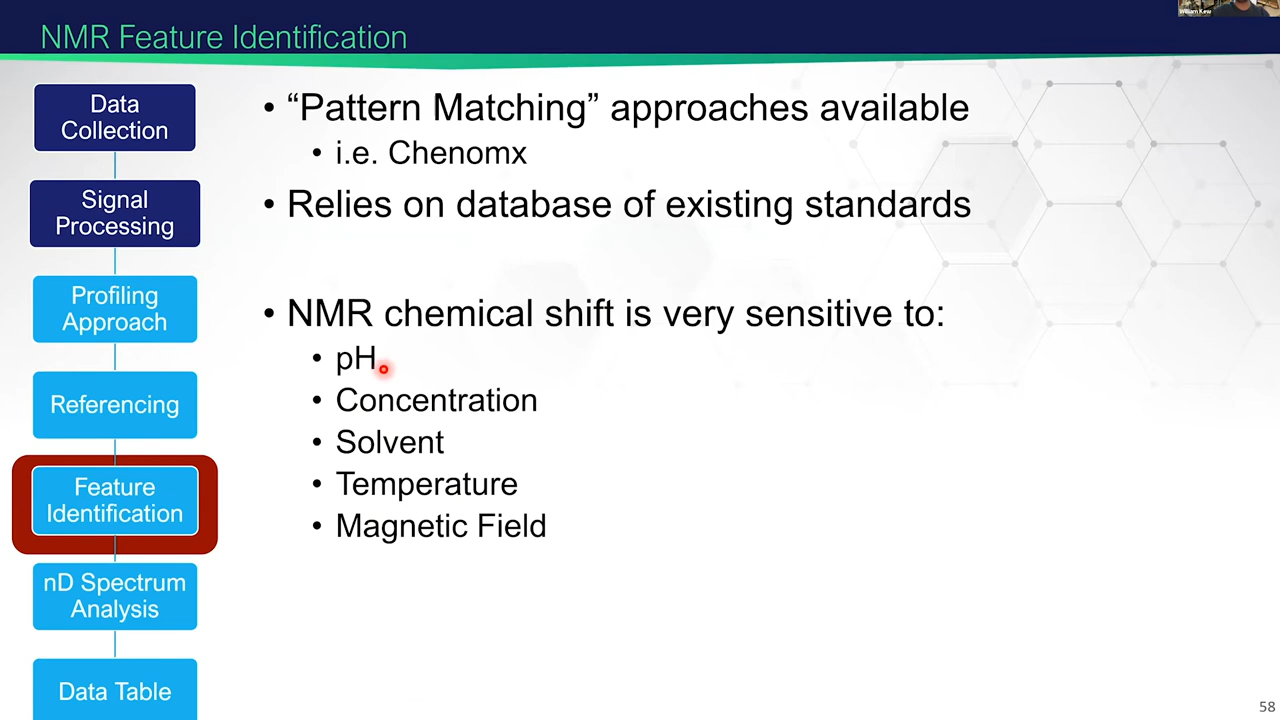 William Kew
NMR Feature Identification
Data
Collection
Signal
Processing
Profiling
Approach
Referencing
Feature
Identification
nD Spectrum
Analysis
Data Table
• “Pattern Matching” approaches available
• i.e. Chenomx
• Relies on database of existing standards
• NMR chemical shift is very sensitive to:
• pH
• Concentration
• Solvent
• Temperature
• Magnetic Field
58